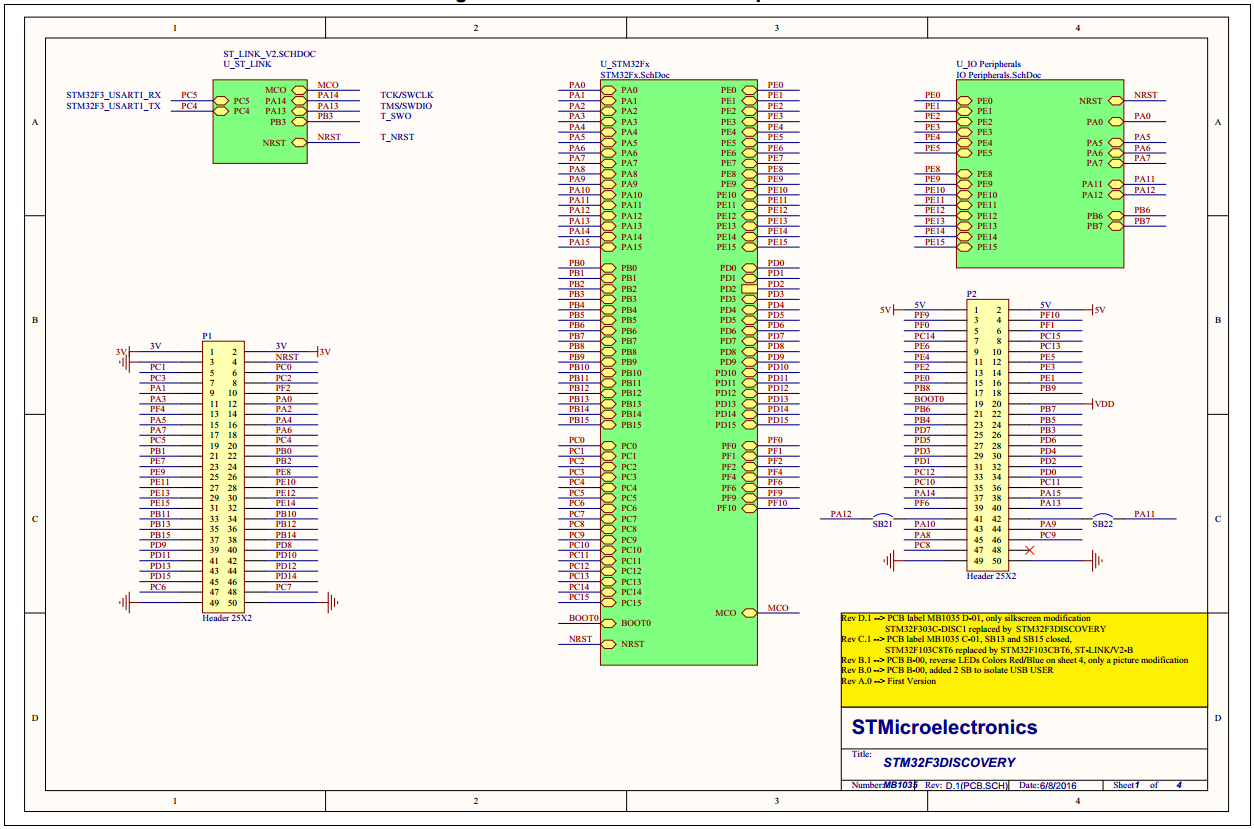 1 2 3 4
A
B
C
D
ST_LINK_V2.SCHDOC
U_ST_LINK
MCO MCO
STM32F3_USART1_RX PC5 PC5 PA14 PA14 TCK/SWCLK
STM32F3_USART1_TX PC4 PC4 PA13 PA13 TMS/SWDIO
PB3 PB3 T_SWO
NRST NRST T_NRST
P1
3V 3V 1 2 3V 3V
3 4 NRST
PC1 5 6 PC0
PC3 7 8 PC2
PA1 9 10 PF2
PA3 11 12 PA0
PF4 13 14 PA2
PA5 15 16 PA4
PA7 17 18 PA6
PC5 19 20 PC4
PB1 21 22 PB0
PE7 23 24 PB2
PE9 25 26 PE8
PE11 27 28 PE10
PE13 29 30 PE12
PE15 31 32 PE14
PB11 33 34 PB10
PB13 35 36 PB12
PB15 37 38 PB14
PD9 39 40 PD8
PD11 41 42 PD10
PD13 43 44 PD12
PD15 45 46 PD14
PC6 47 48 PC7
49 50
Header 25X2
U_STM32Fx
STM32Fx.SchDoc
PA0 PA0 PE0 PE0
PA1 PA1 PE1 PE1
PA2 PA2 PE2 PE2
PA3 PA3 PE3 PE3
PA4 PA4 PE4 PE4
PA5 PA5 PE5 PE5
PA6 PA6 PE6 PE6
PA7 PA7 PE7 PE7
PA8 PA8 PE8 PE8
PA9 PA9 PE9 PE9
PA10 PA10 PE10 PE10
PA11 PA11 PE11 PE11
PA12 PA12 PE12 PE12
PA13 PA13 PE13 PE13
PA14 PA14 PE14 PE14
PA15 PA15 PE15 PE15
PB0 PB0 PD0 PD0
PB1 PB1 PD1 PD1
PB2 PB2 PD2 PD2
PB3 PB3 PD3 PD3
PB4 PB4 PD4 PD4
PB5 PB5 PD5 PD5
PB6 PB6 PD6 PD6
PB7 PB7 PD7 PD7
PB8 PB8 PD8 PD8
PB9 PB9 PD9 PD9
PB10 PB10 PD10 PD10
PB11 PB11 PD11 PD11
PB12 PB12 PD12 PD12
PB13 PB13 PD13 PD13
PB14 PB14 PD14 PD14
PB15 PB15 PD15 PD15
PC0 PC0 PF0 PF0
PC1 PC1 PF1 PF1
PC2 PC2 PF2 PF2
PC3 PC3 PF4 PF4
PC4 PC4 PF6 PF6
PC5 PC5 PF9 PF9
PC6 PC6 PF10 PF10
PC7 PC7
PC8 PC8
PC9 PC9
PC10 PC10
PC11 PC11
PC12 PC12
PC13 PC13
PC14 PC14
PC15 PC15
MCO MCO
BOOT0 BOOT0
NRST NRST
U_IO Peripherals
IO Peripherals.SchDoc
PE0 PE0 NRST NRST
PE1 PE1
PE2 PE2 PA0 PA0
PE3 PE3
PE4 PE4 PA5 PA5
PE5 PE5 PA6 PA6
PA7 PA7
PE8 PE8
PE9 PE9 PA11 PA11
PE10 PE10 PA12 PA12
PE11 PE11
PE12 PE12 PB6 PB6
PE13 PE13 PB7 PB7
PE14 PE14
PE15 PE15
P2
5V 5V 1 2 5V 5V
PF9 3 4 PF10
PF0 5 6 PF1
PC14 7 8 PC15
PE6 9 10 PC13
PE4 11 12 PE5
PE2 13 14 PE3
PE0 15 16 PE1
PB8 17 18 PB9
BOOT0 19 20 VDD
PB6 21 22 PB7
PB4 23 24 PB5
PD7 25 26 PB3
PD5 27 28 PD6
PD3 29 30 PD4
PD1 31 32 PD2
PC12 33 34 PD0
PC10 35 36 PC11
PA14 37 38 PA15
PF6 39 40 PA13
PA12 SB21 41 42 SB22 PA11
PA10 43 44 PA9
PA8 45 46 PC9
PC8 47 48
49 50
Header 25X2
Rev D.1 --> PCB label MB1035 D-01, only silkscreen modification
STM32F303C-DISC1 replaced by STM32F3DISCOVERY
Rev C.1 --> PCB label MB1035 C-01, SB13 and SB15 closed,
STM32F103C8T6 replaced by STM32F103CBT6, ST-LINK/V2-B
Rev B.1 --> PCB B-00, reverse LEDs Colors Red/Blue on sheet 4, only a picture modification
Rev B.0 --> PCB B-00, added 2 SB to isolate USB USER
Rev A.0 --> First Version
STMicroelectronics
Title:
STM32F3DISCOVERY
Number:MB1035 Rev: D.1(PCB.SCH) Date:6/8/2016 Sheet 1 of 4
A
B
C
D
1 2 3 4